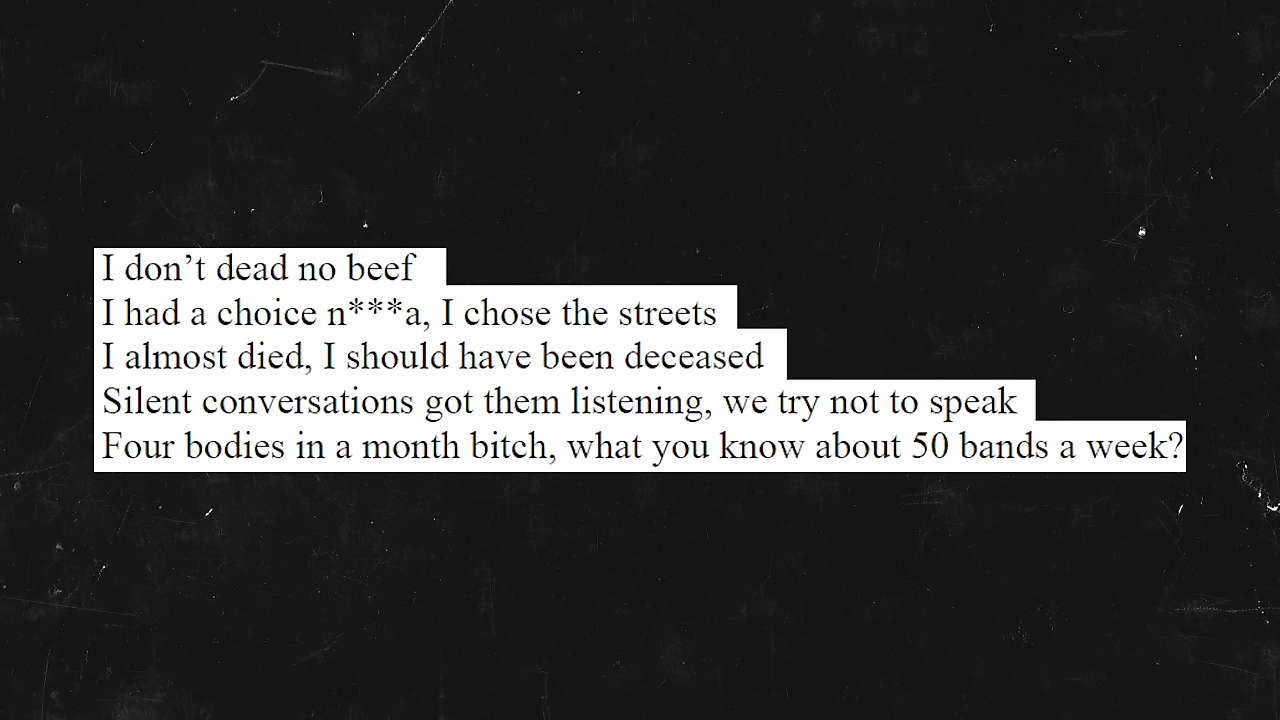 I don’t dead no beef
I had a choice n***a, I chose the streets
I almost died, I should have been deceased
Silent conversations got them listening, we try not to speak
Four bodies in a month bitch, what you know about 50 bands a week?